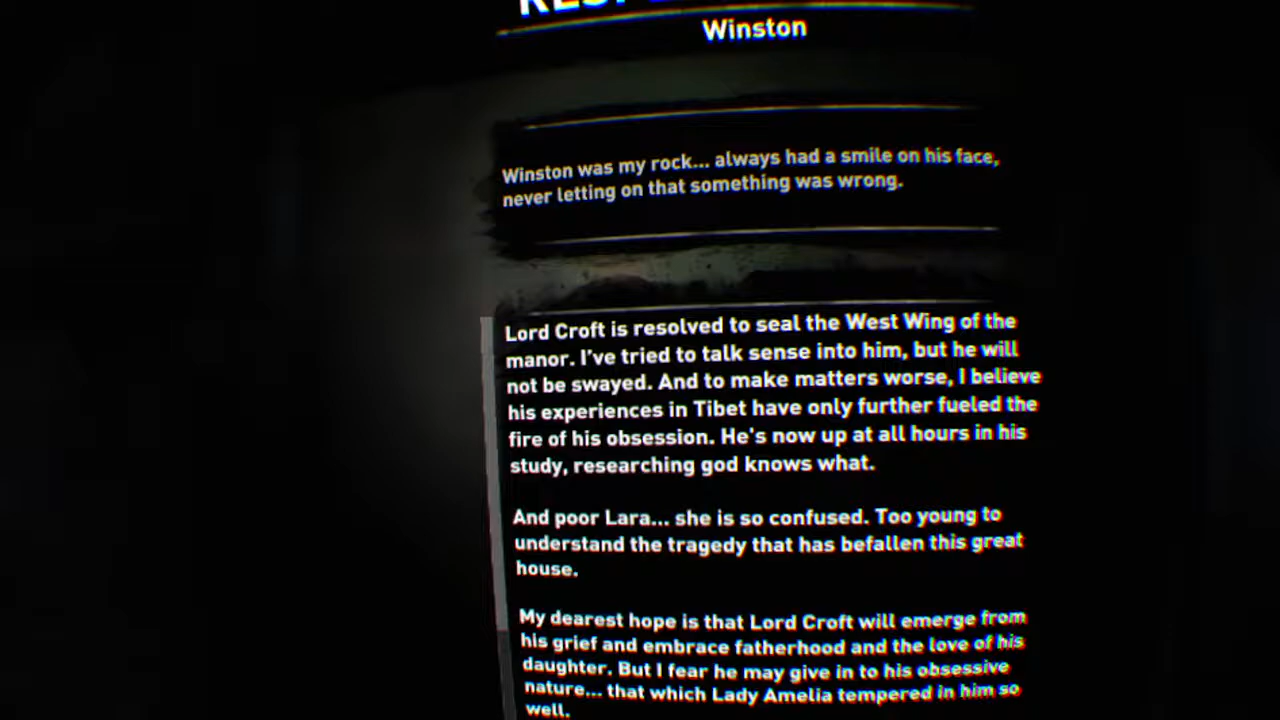 Winston
Winston was my rock... always had a smile on his face,
never letting on that something was wrong.
Lord Croft is resolved to seal the West Wing of the
manor. I've tried to talk sense into him, but he will
not be swayed. And to make matters worse, I believe
his experiences in Tibet have only further fueled the
fire of his obsession. He's now up at all hours in his
study, researching god knows what.
And poor Lara... she is so confused. Too young to
understand the tragedy that has befallen this great
house.
My dearest hope is that Lord Croft will emerge from
his grief and embrace fatherhood and the love of his
daughter. But I fear he may give in to his obsessive
nature... that which Lady Amelia tempered in him so
well.